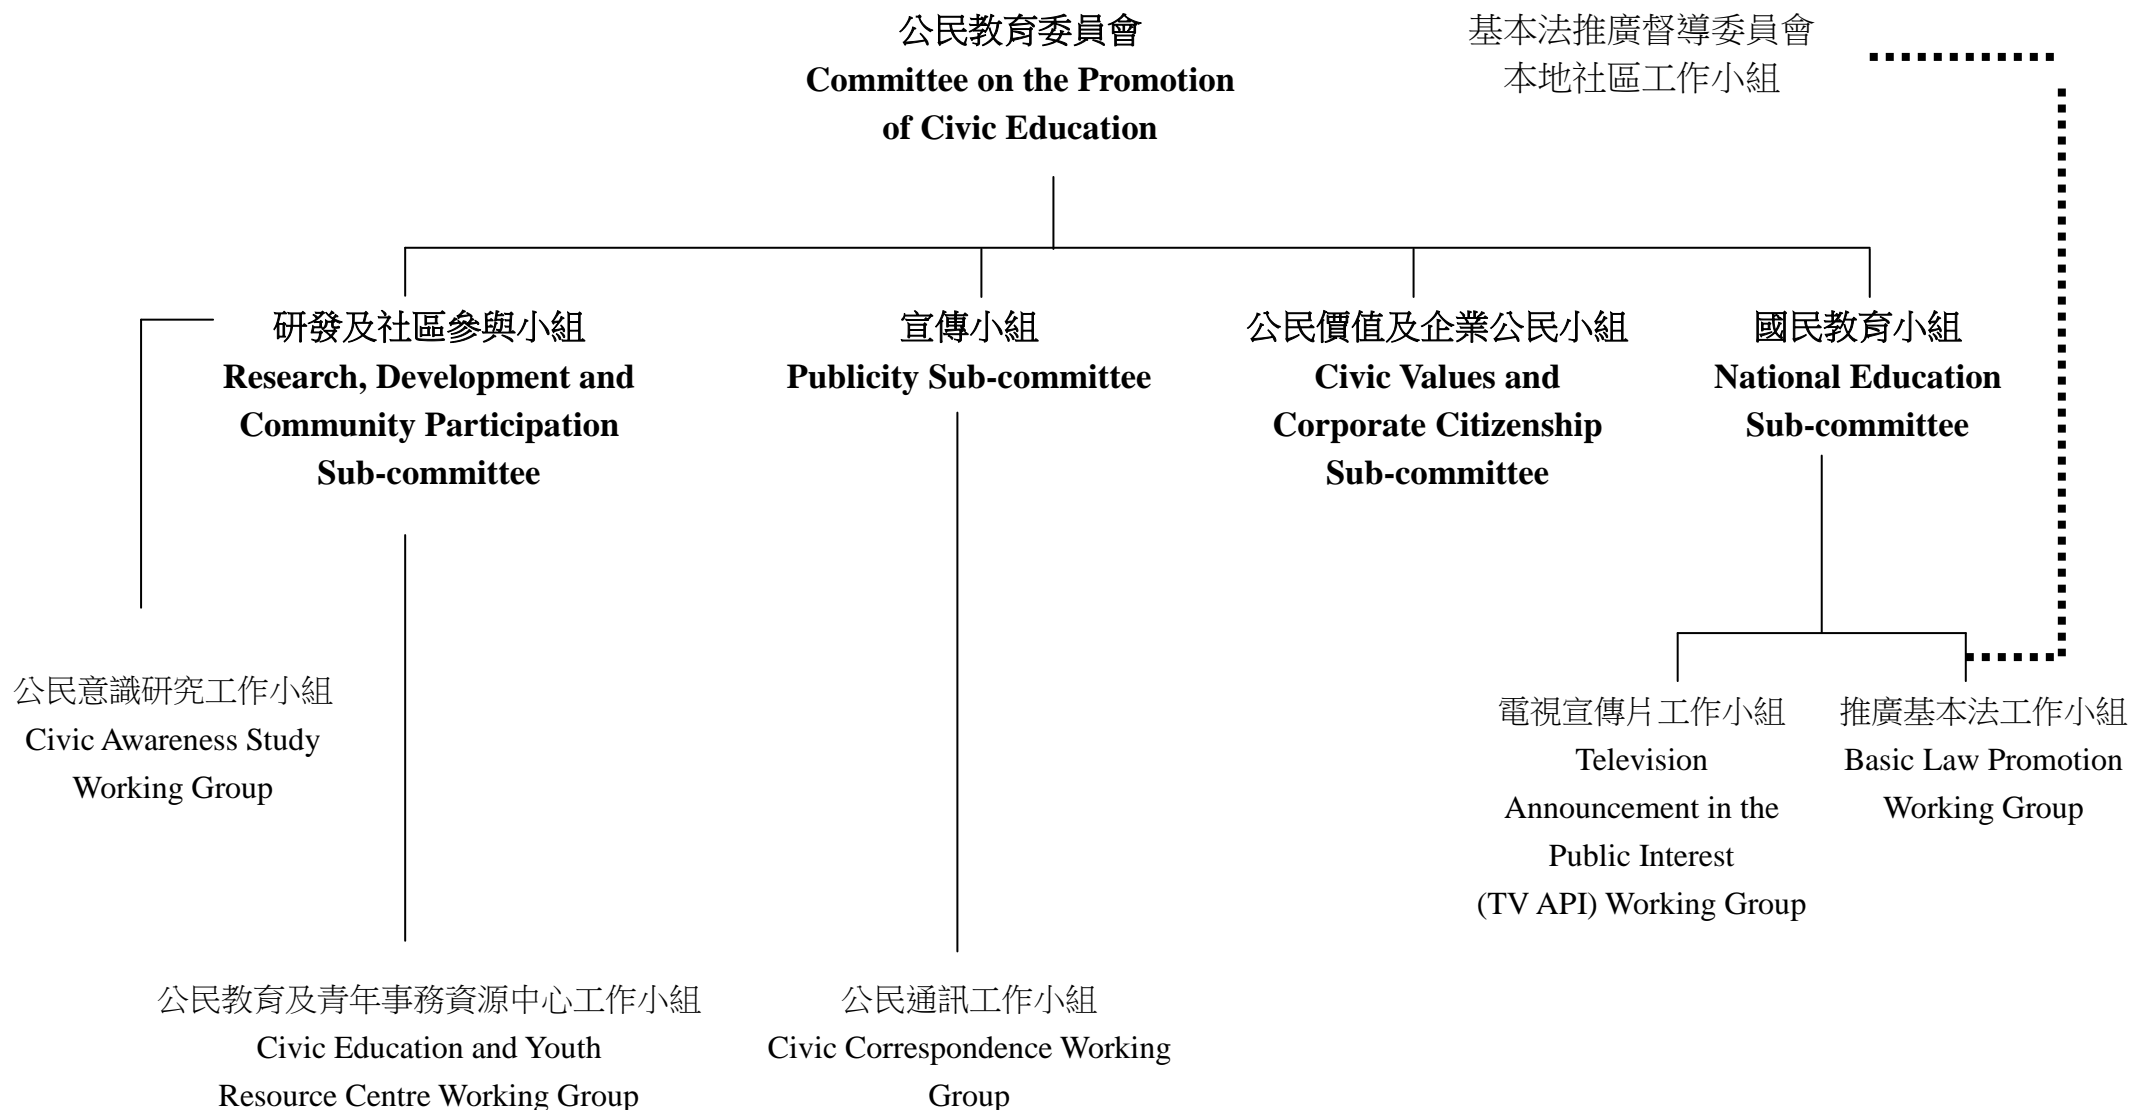 公民教育委員會
Committee on the Promotion
of Civic Education
基本法推廣督導委員會
本地社區工作小組
研發及社區參與小組
Research, Development and
Community Participation
Sub-committee
宣傳小組
Publicity Sub-committee
公民價值及企業公民小組
Civic Values and
Corporate Citizenship
Sub-committee
國民教育小組
National Education
Sub-committee
公民意識研究工作小組
Civic Awareness Study
Working Group
電視宣傳片工作小組
Television
Announcement in the
Public Interest
(TV API) Working Group
推廣基本法工作小組
Basic Law Promotion
Working Group
公民教育及青年事務資源中心工作小組
Civic Education and Youth
Resource Centre Working Group
公民通訊工作小組
Civic Correspondence Working
Group